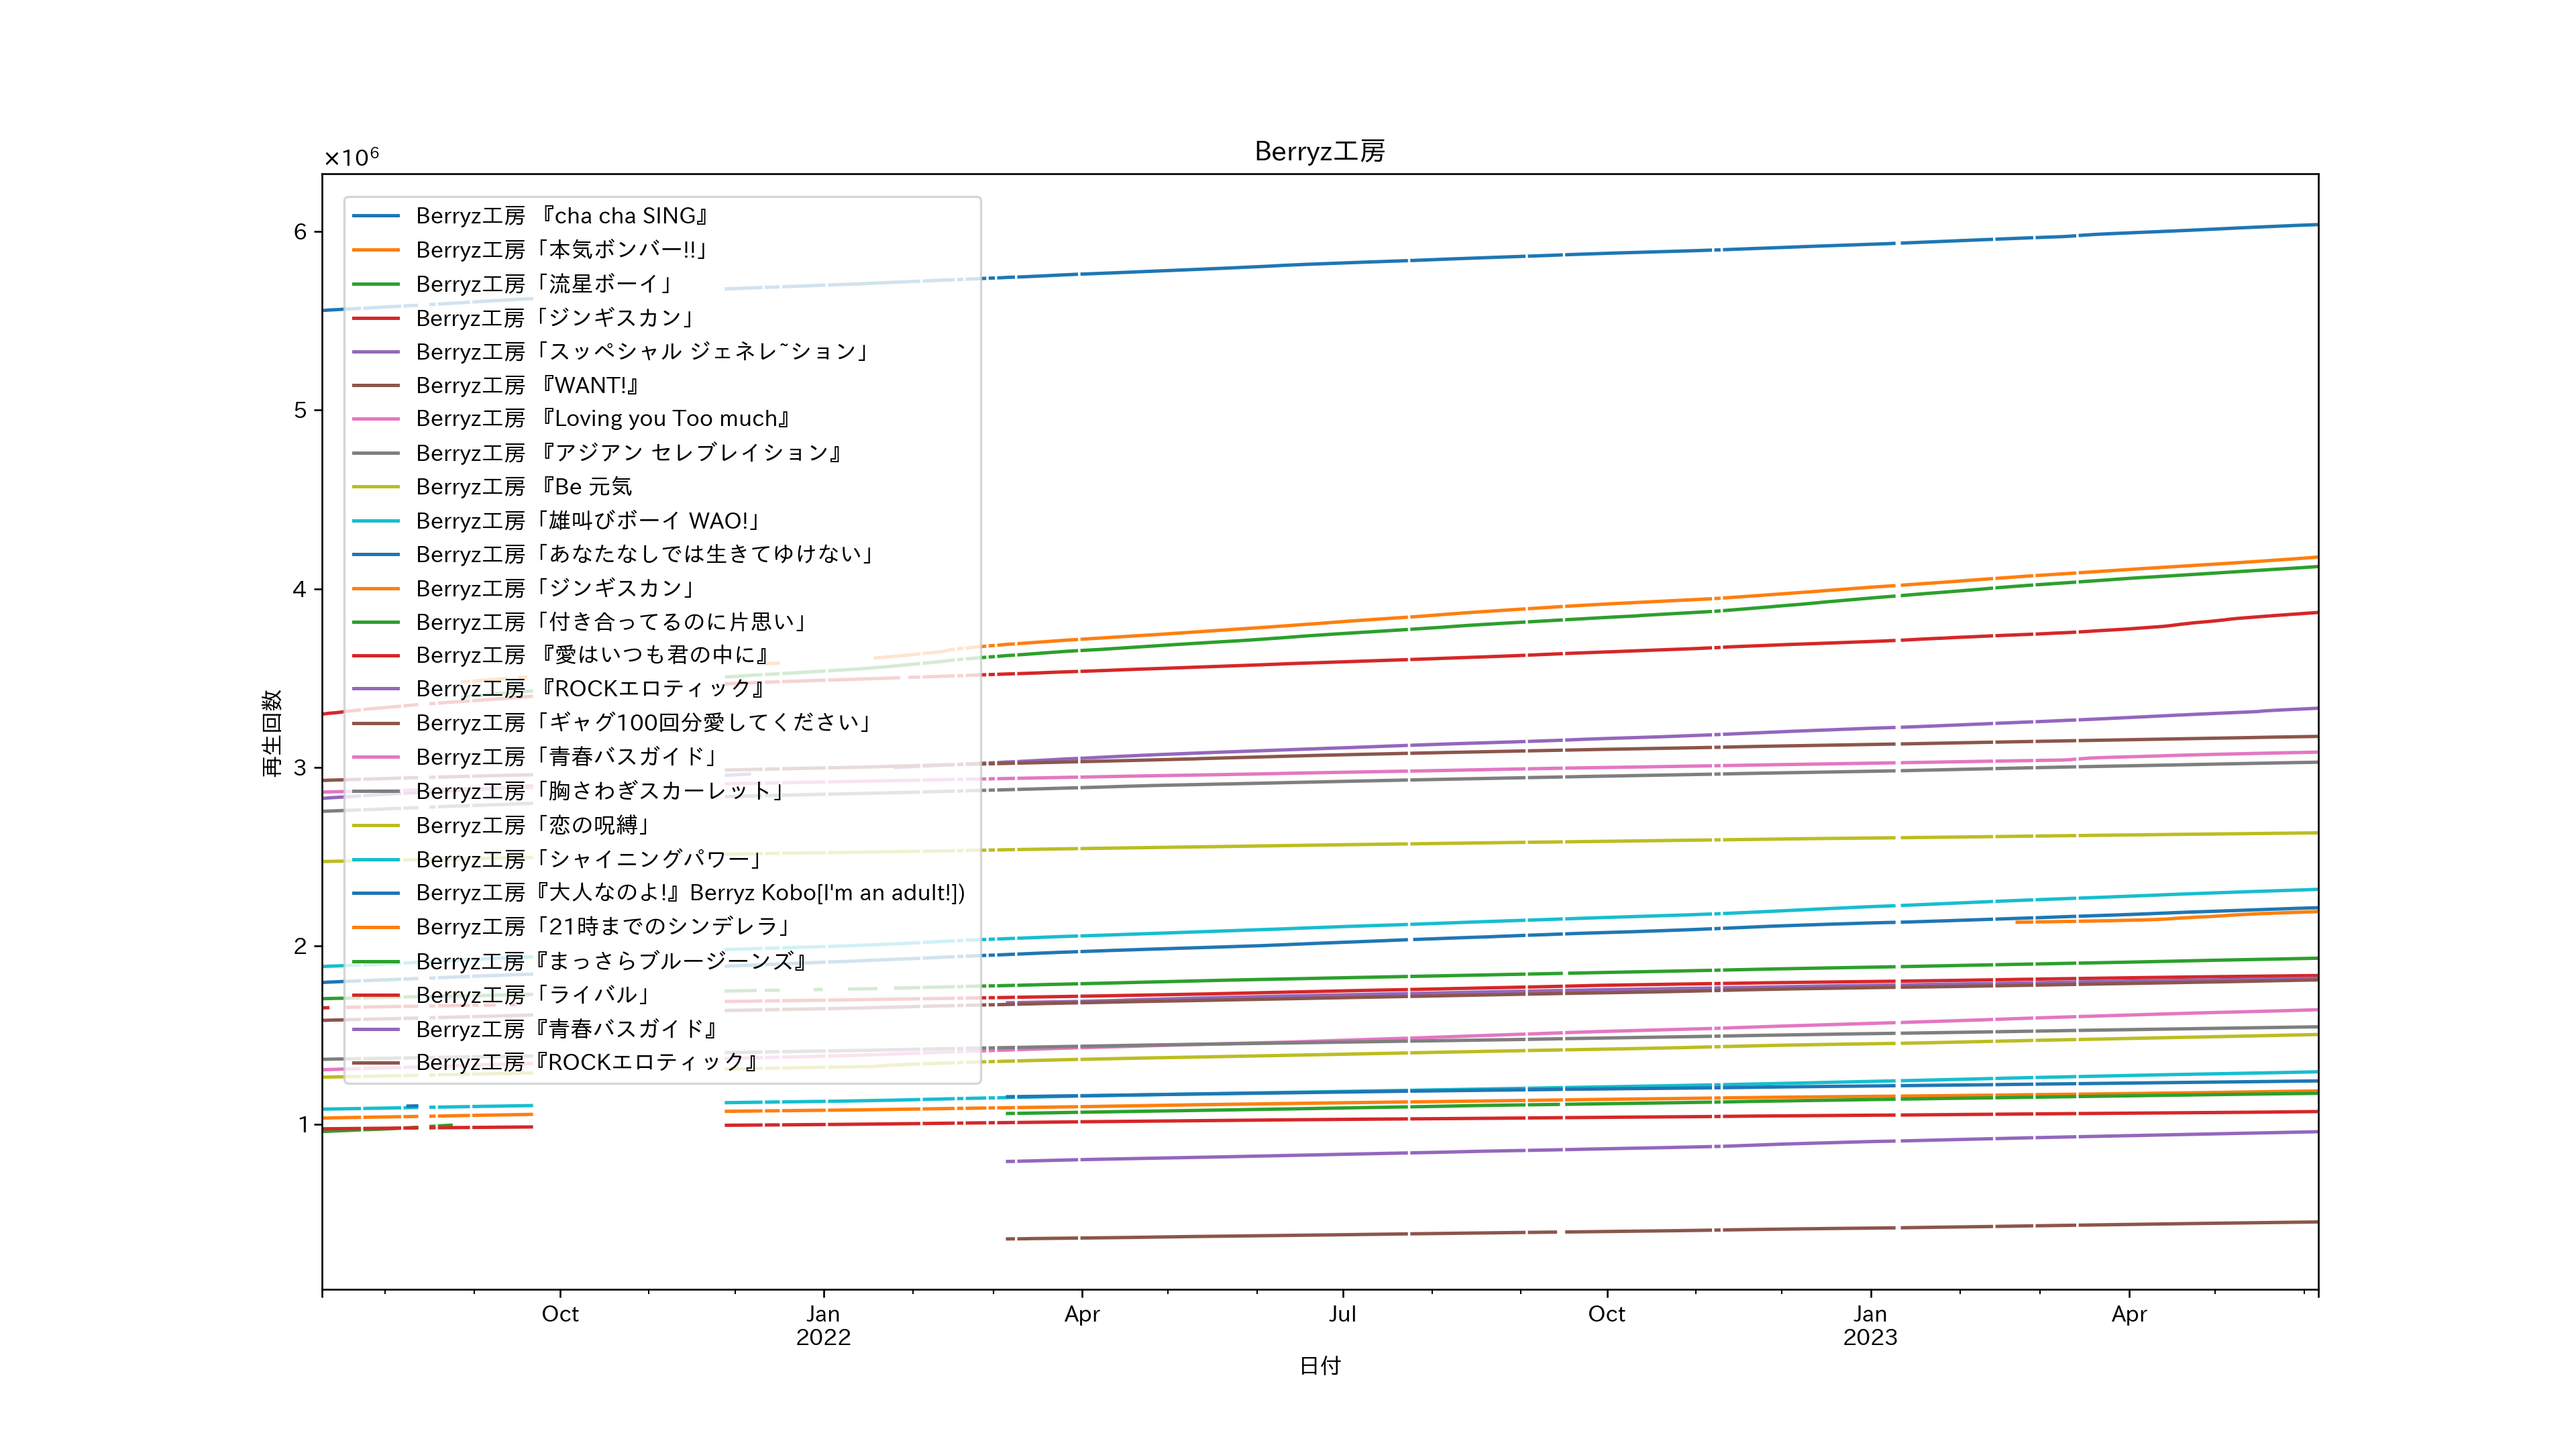 Berryz工房
×10⁶
6
5
4
3
2
1
再生回数
Berryz工房 『cha cha SING』
Berryz工房「本気ボンバー!!」
Berryz工房「流星ボーイ」
Berryz工房「ジンギスカン」
Berryz工房「スッペシャル ジェネレ~ション」
Berryz工房 『WANT!』
Berryz工房 『Loving you Too much』
Berryz工房 『アジアン セレブレイション』
Berryz工房 『Be 元気
Berryz工房「雄叫びボーイ WAO!」
Berryz工房「あなたなしでは生きてゆけない」
Berryz工房「ジンギスカン」
Berryz工房「付き合ってるのに片思い」
Berryz工房 『愛はいつも君の中に』
Berryz工房 『ROCKエロティック』
Berryz工房「ギャグ100回分愛してください」
Berryz工房「青春バスガイド」
Berryz工房「胸さわぎスカーレット」
Berryz工房「恋の呪縛」
Berryz工房「シャイニングパワー」
Berryz工房『大人なのよ!』Berryz Kobo[I'm an adult!])
Berryz工房「21時までのシンデレラ」
Berryz工房『まっさらブルージーンズ』
Berryz工房「ライバル」
Berryz工房『青春バスガイド』
Berryz工房『ROCKエロティック』
Oct Jan Apr Jul Oct Jan Apr
2022 2023
日付